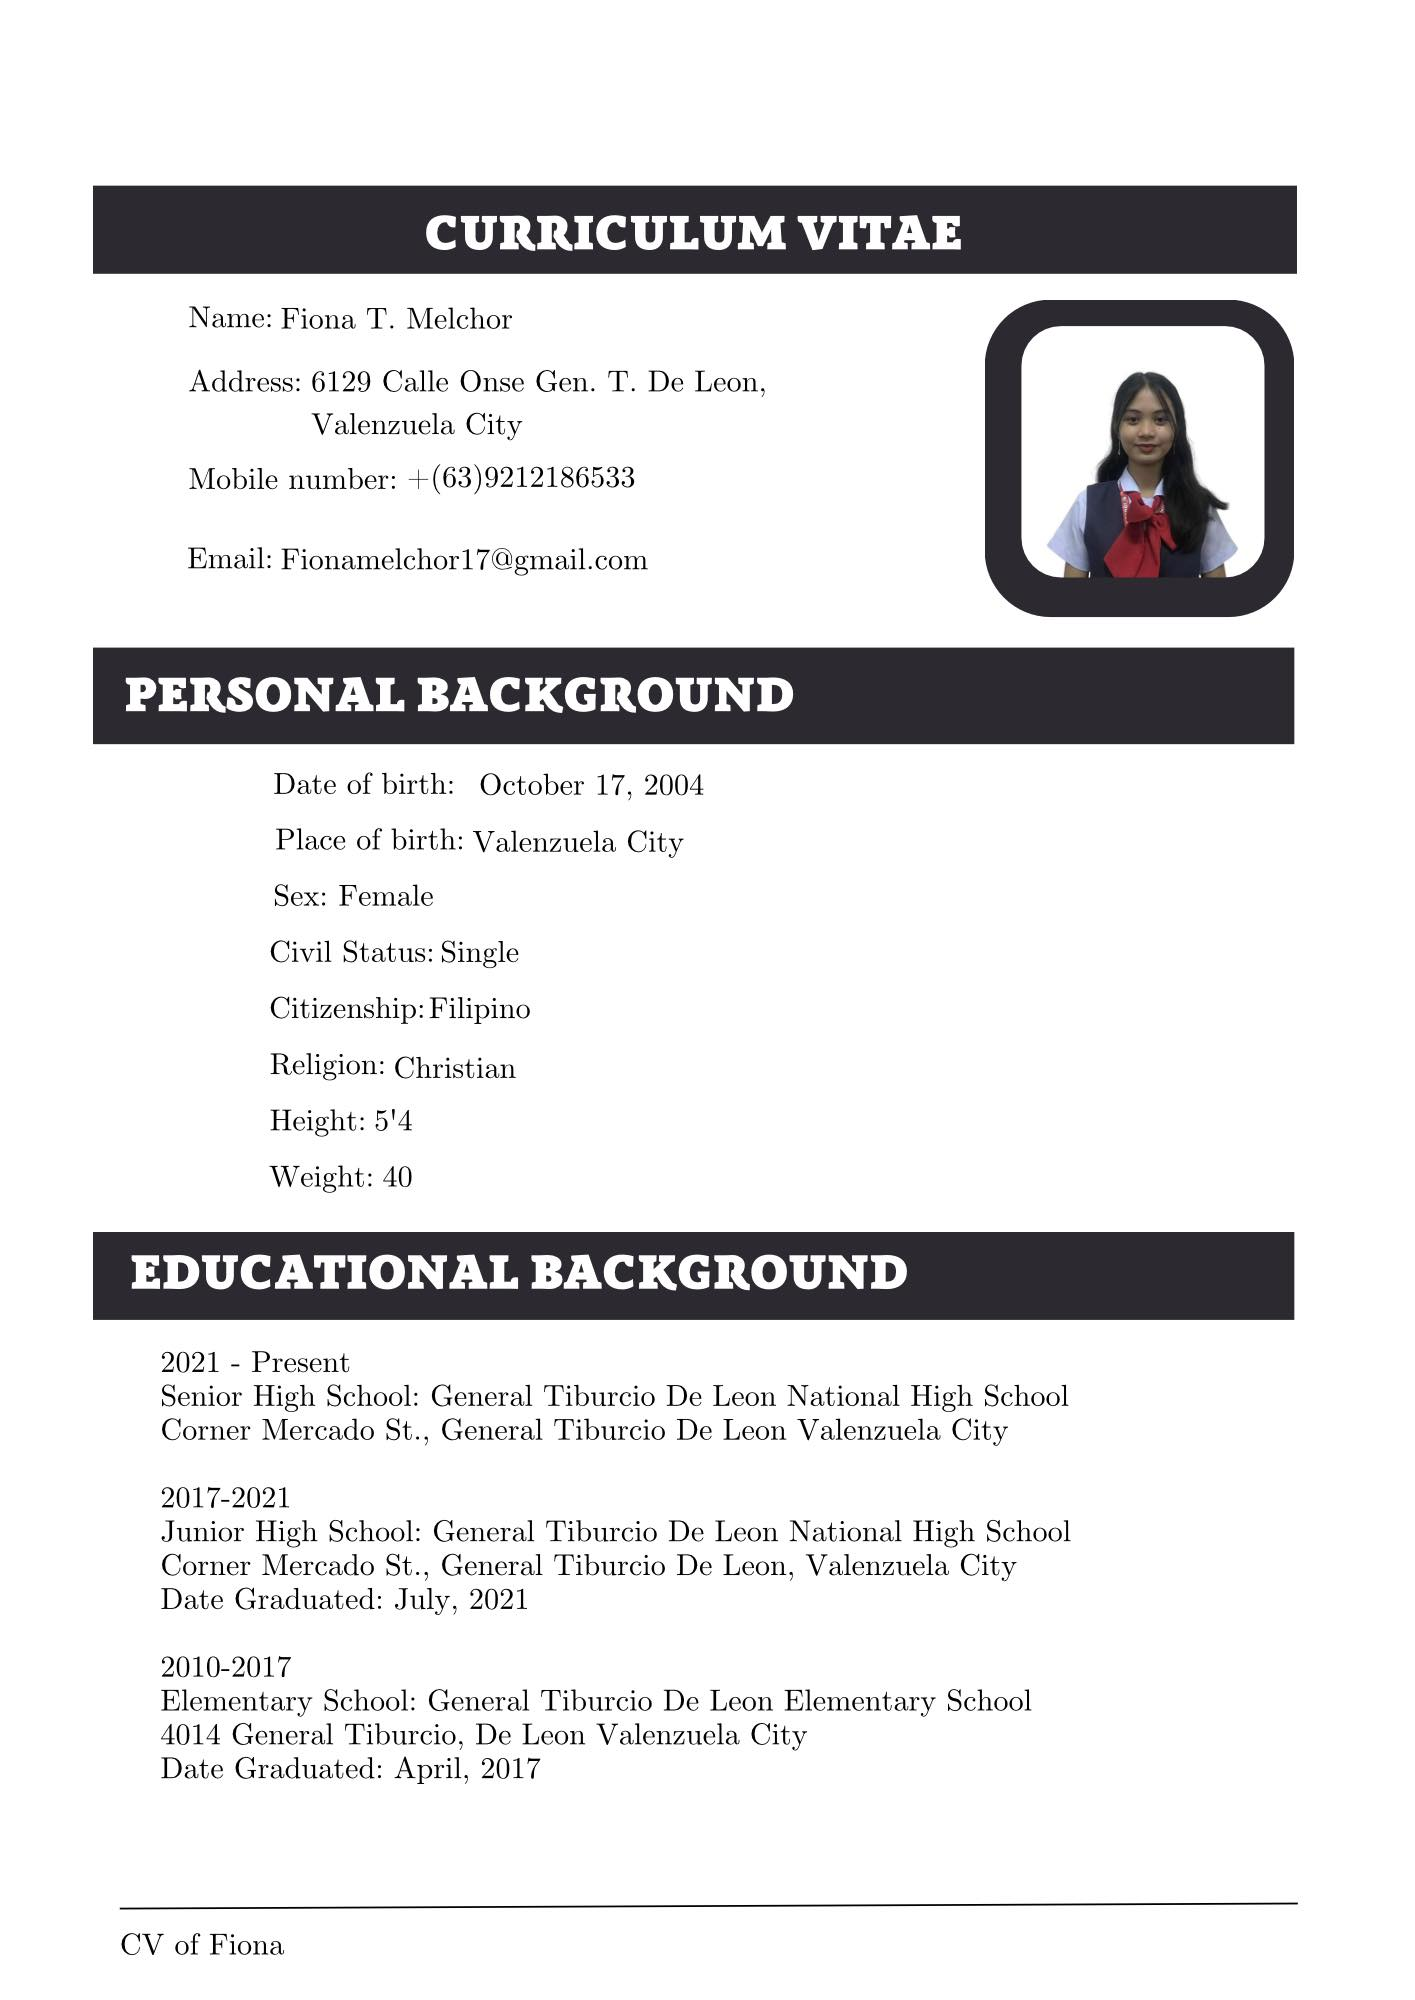 CURRICULUM VITAE
Name: Fiona T. Melchor
Address: 6129 Calle Onse Gen. T. De Leon,
Valenzuela City
Mobile number: +(63)9212186533
Email: Fionamelchor17@gmail.com
PERSONAL BACKGROUND
Date of birth: October 17, 2004
Place of birth: Valenzuela City
Sex: Female
Civil Status: Single
Citizenship: Filipino
Religion: Christian
Height: 5'4
Weight: 40
EDUCATIONAL BACKGROUND
2021 - Present
Senior High School: General Tiburcio De Leon National High School
Corner Mercado St., General Tiburcio De Leon Valenzuela City
2017-2021
Junior High School: General Tiburcio De Leon National High School
Corner Mercado St., General Tiburcio De Leon, Valenzuela City
Date Graduated: July, 2021
2010-2017
Elementary School: General Tiburcio De Leon Elementary School
4014 General Tiburcio, De Leon Valenzuela City
Date Graduated: April, 2017
CV of Fiona